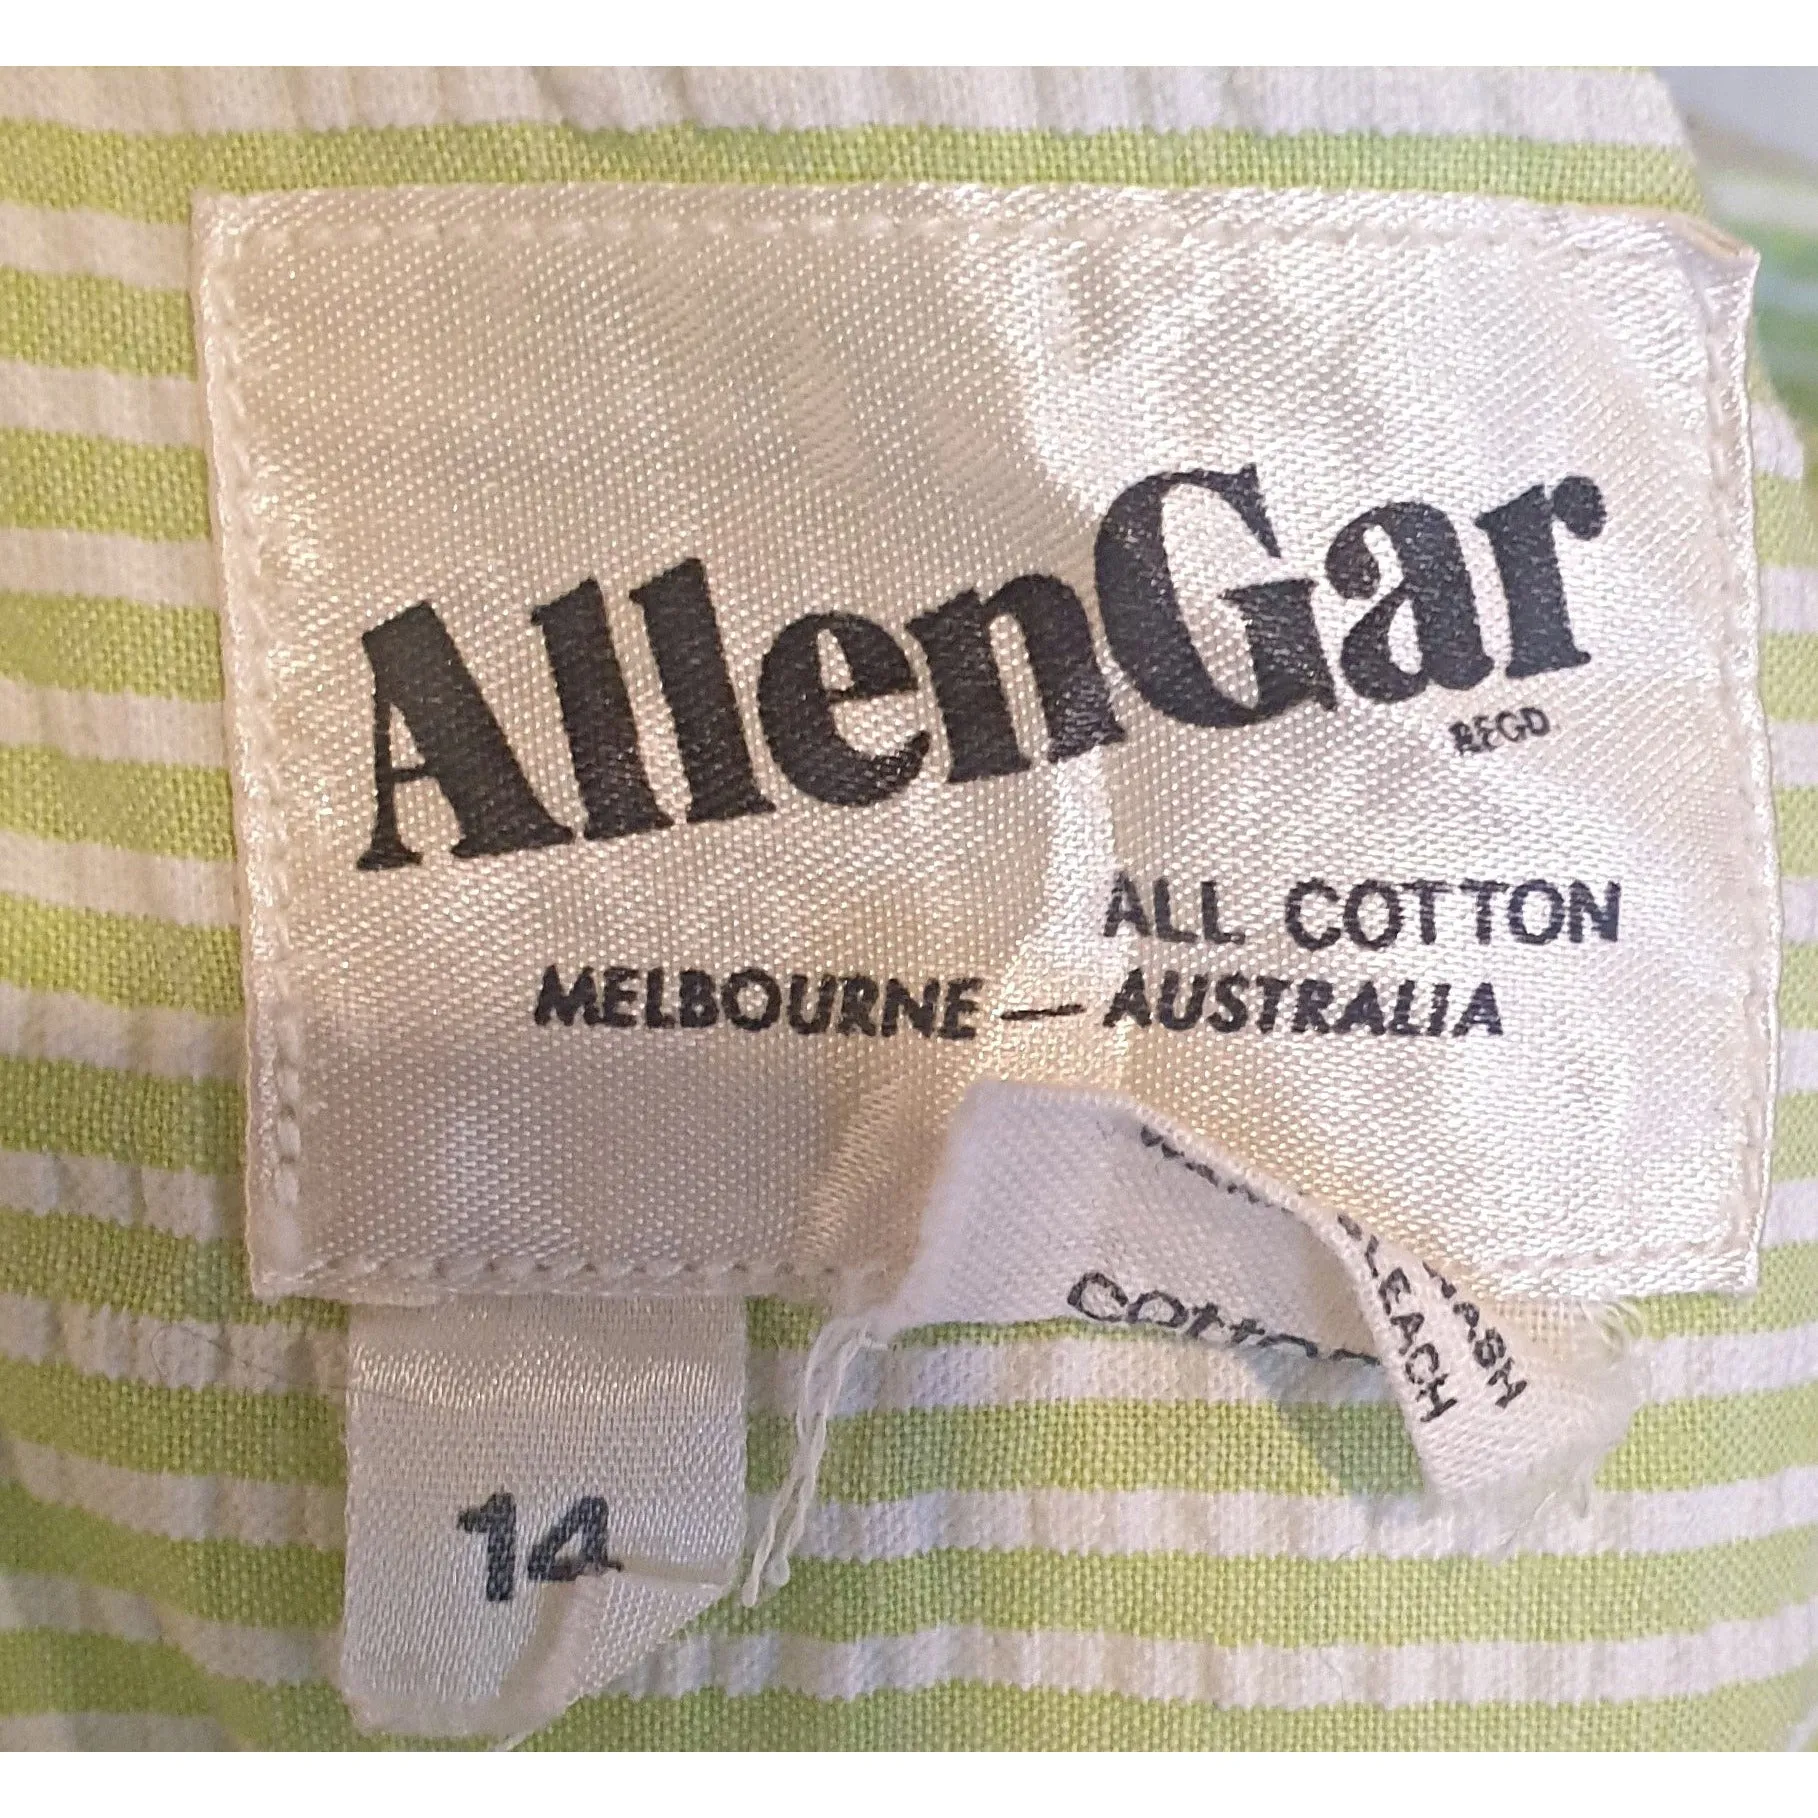 AllenGar
REGD.
ALL COTTON
MELBOURNE — AUSTRALIA
BLEACH
14